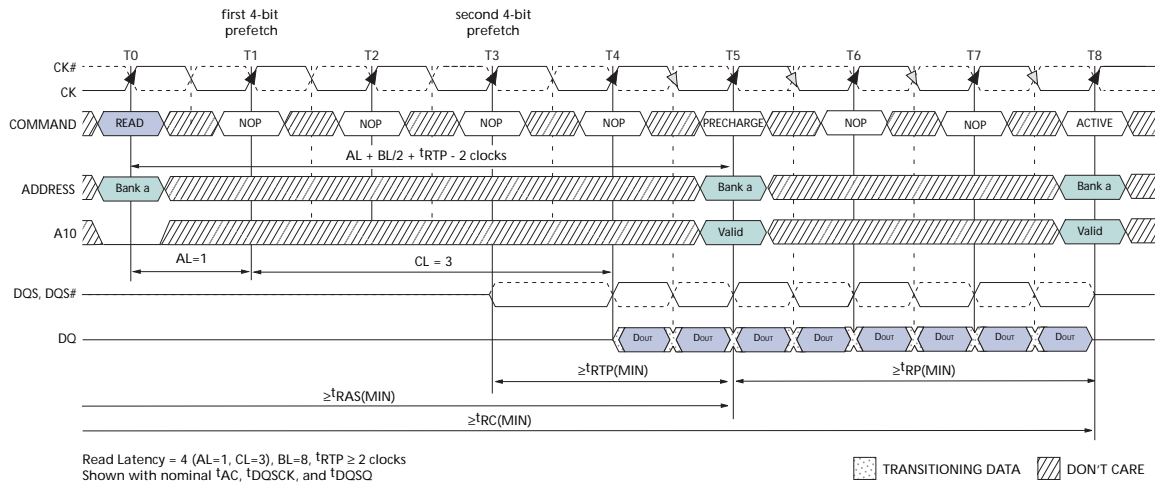 first 4-bit prefetch
second 4-bit prefetch
T0 T1 T2 T3 T4 T5 T6 T7 T8
CK#
CK
COMMAND READ NOP NOP NOP NOP PRECHARGE NOP NOP ACTIVE
AL + BL/2 + tRTP - 2 clocks
ADDRESS Bank a Bank a Bank a
A10 Valid Valid
AL=1 CL = 3
DQS, DQS#
DQ DOUT DOUT DOUT DOUT DOUT DOUT DOUT DOUT
≥tRTP(MIN) ≥tRP(MIN)
≥tRAS(MIN)
≥tRC(MIN)
Read Latency = 4 (AL=1, CL=3), BL=8, tRTP ≥ 2 clocks
Shown with nominal tAC, tDQSCK, and tDQSQ
TRANSITIONING DATA DON'T CARE